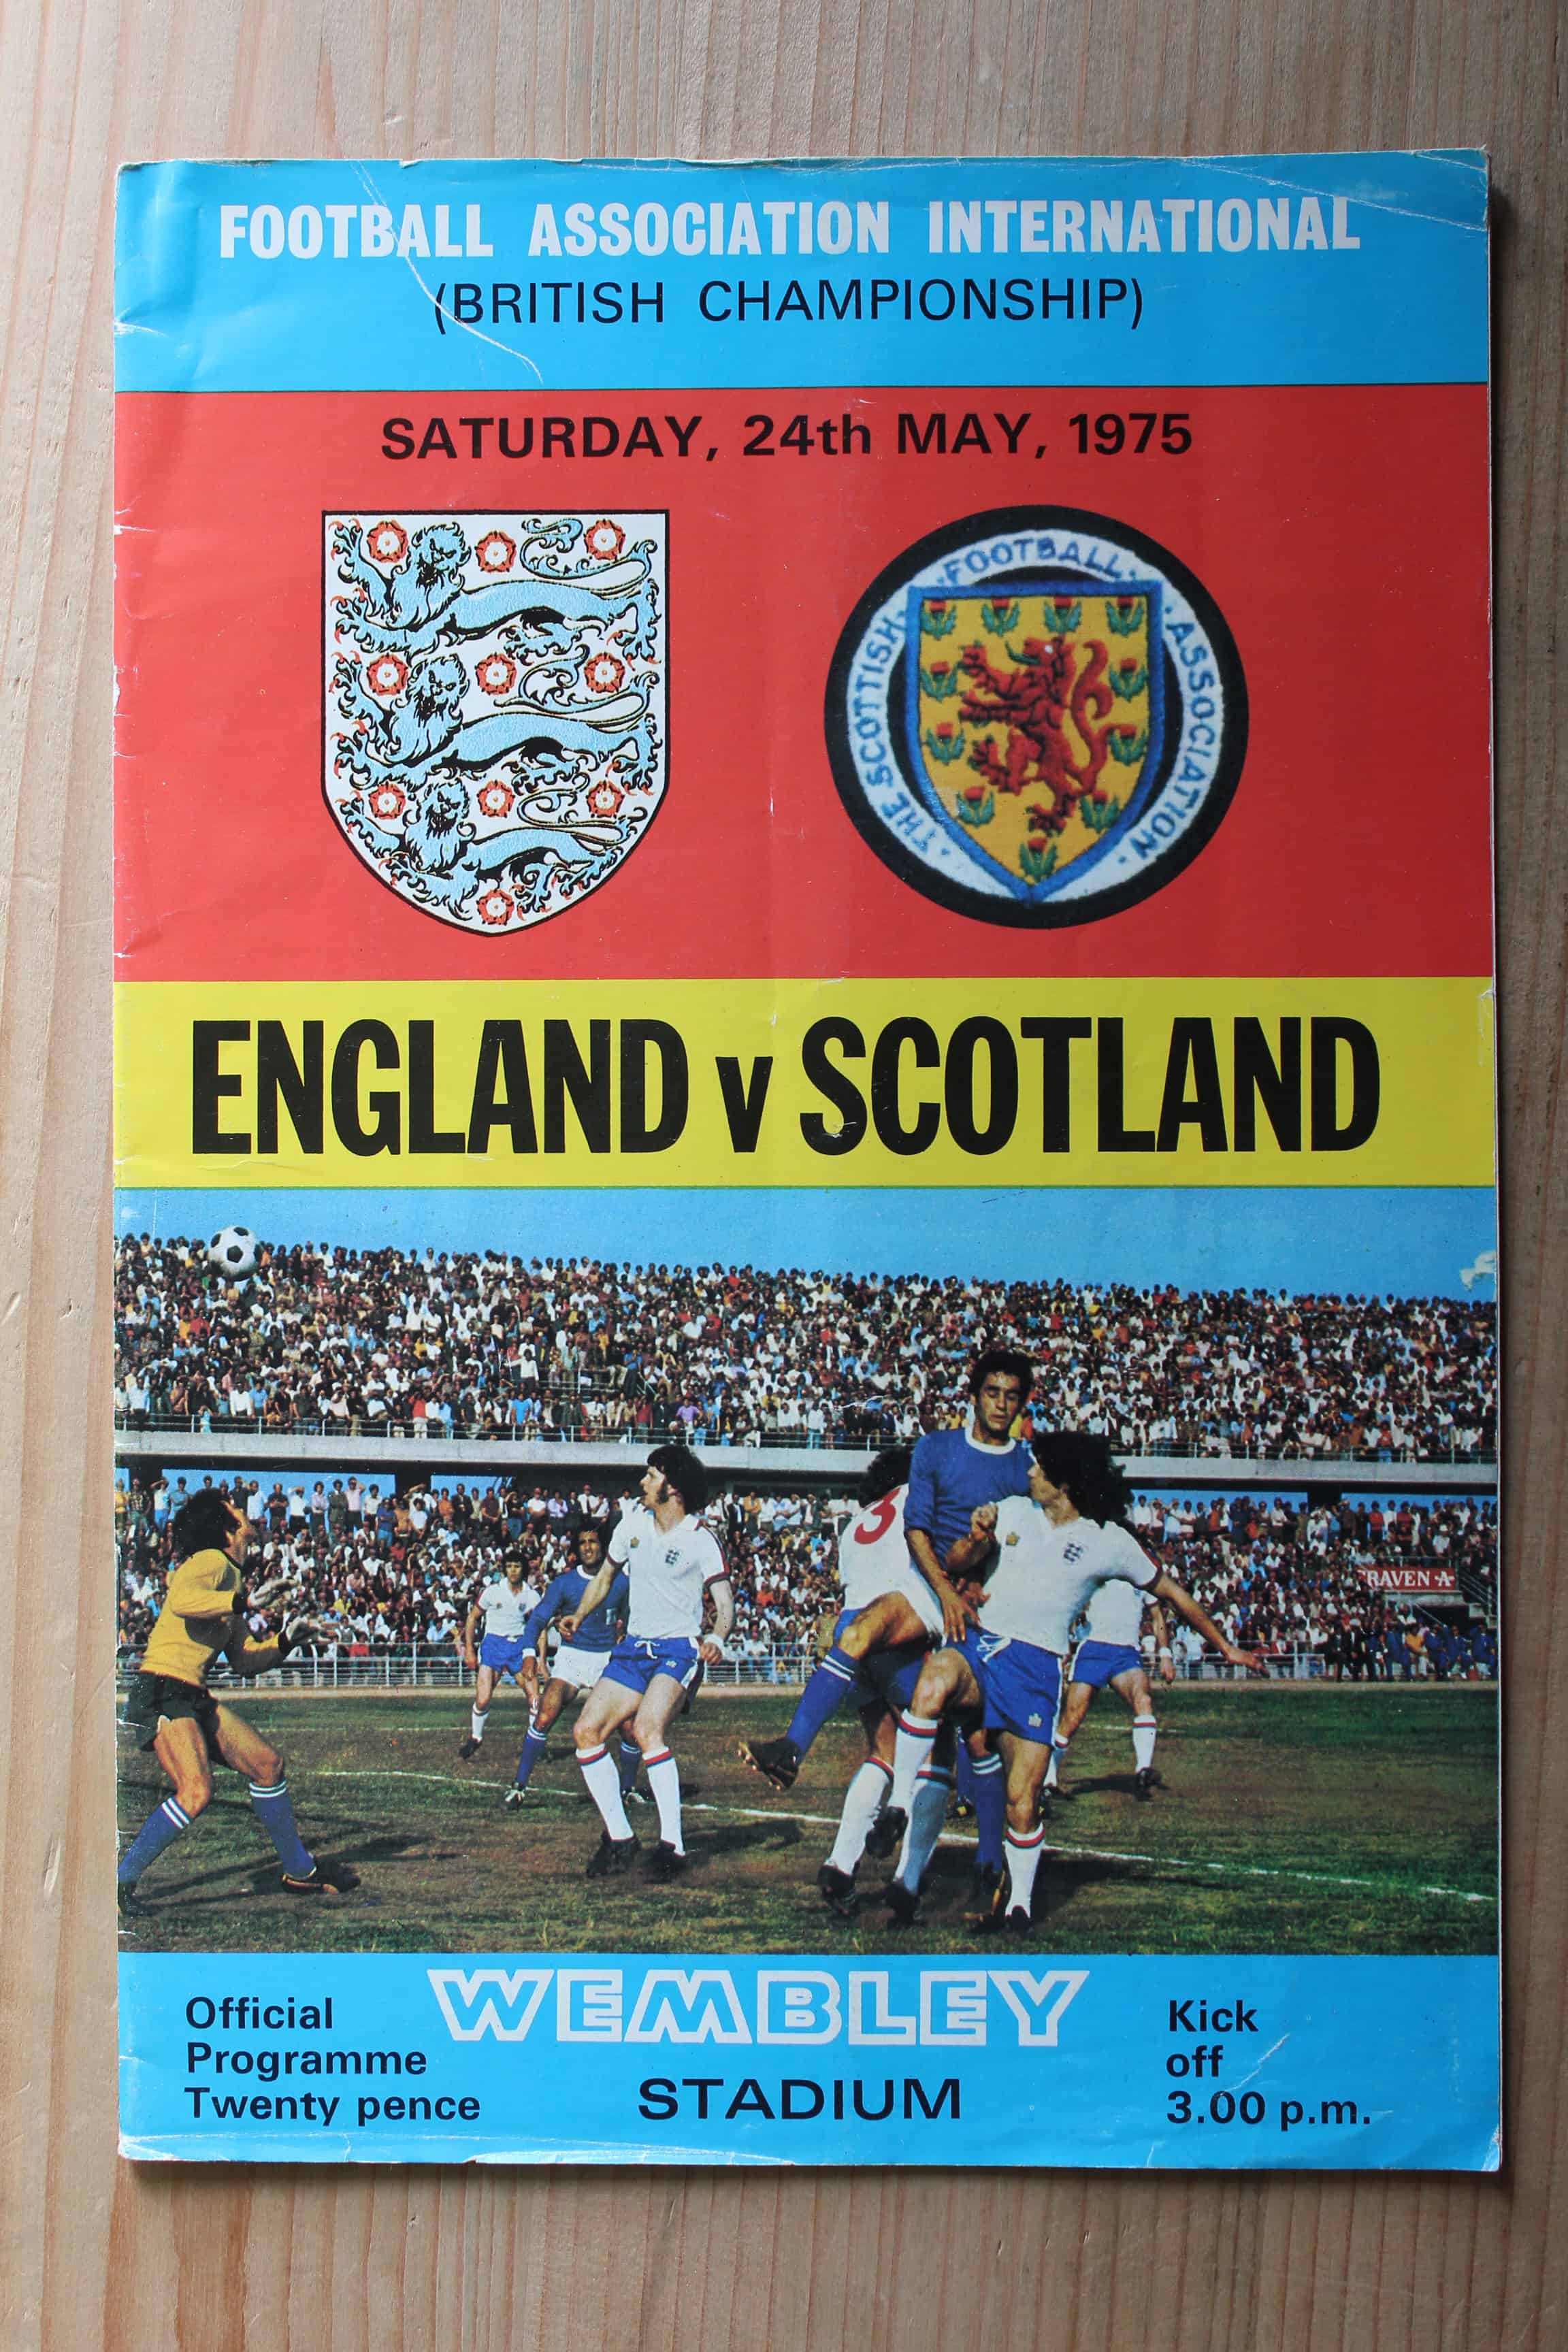 FOOTBALL ASSOCIATION INTERNATIONAL
(BRITISH CHAMPIONSHIP)
SATURDAY, 24th MAY, 1975
· THE SCOTTISH · FOOTBALL · ASSOCIATION ·
ENGLAND v SCOTLAND
3
RAVEN A
WEMBLEY
STADIUM
Official
Programme
Twenty pence
Kick
off
3.00 p.m.